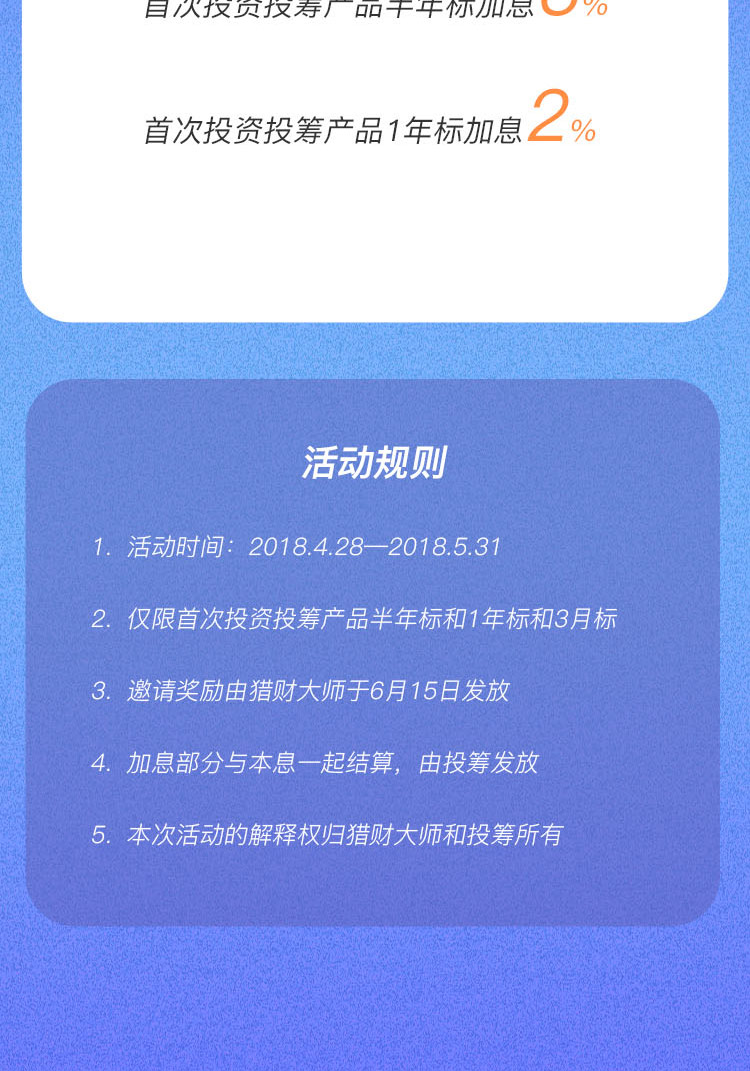 首次投资投筹产品半年标加息%
首次投资投筹产品1年标加息2%
活动规则
1. 活动时间：2018.4.28—2018.5.31
2. 仅限首次投资投筹产品半年标和1年标和3月标
3. 邀请奖励由猎财大师于6月15日发放
4. 加息部分与本息一起结算，由投筹发放
5. 本次活动的解释权归猎财大师和投筹所有